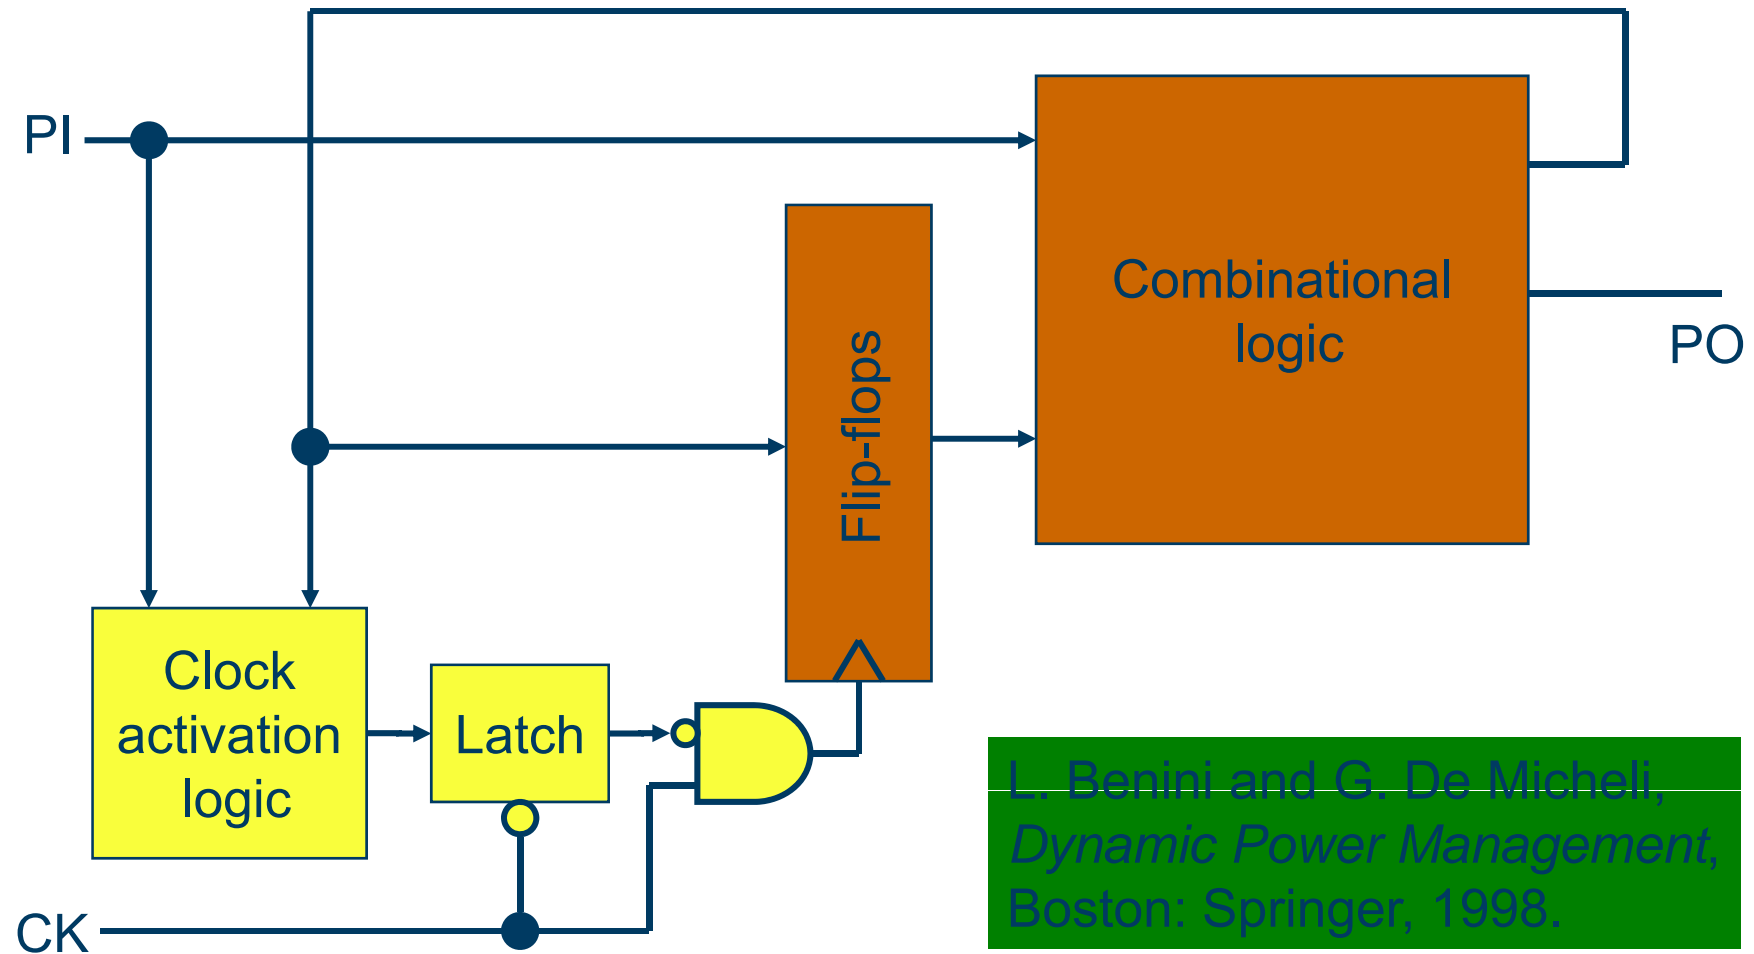 PI
Combinational
logic
PO
Flip-flops
Clock
activation
logic
Latch
CK
L. Benini and G. De Micheli,
Dynamic Power Management,
Boston: Springer, 1998.